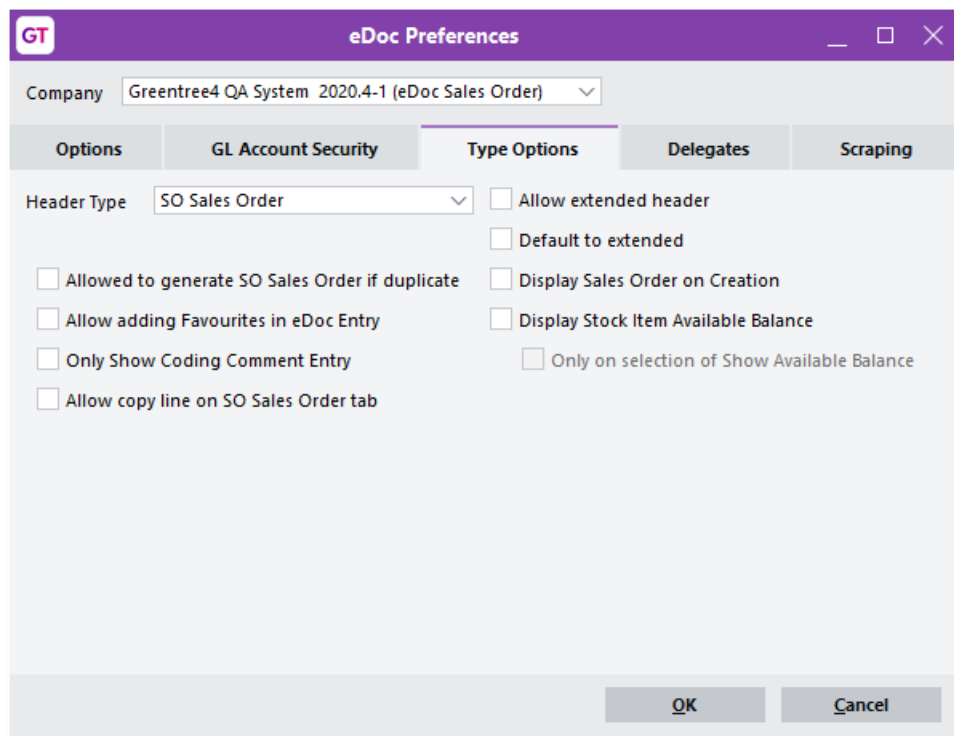 GT eDoc Preferences
Company Greentree4 QA System 2020.4-1 (eDoc Sales Order)
Options GL Account Security Type Options Delegates Scraping
Header Type SO Sales Order Allow extended header
Default to extended
Allowed to generate SO Sales Order if duplicate Display Sales Order on Creation
Allow adding Favourites in eDoc Entry Display Stock Item Available Balance
Only Show Coding Comment Entry Only on selection of Show Available Balance
Allow copy line on SO Sales Order tab
OK Cancel